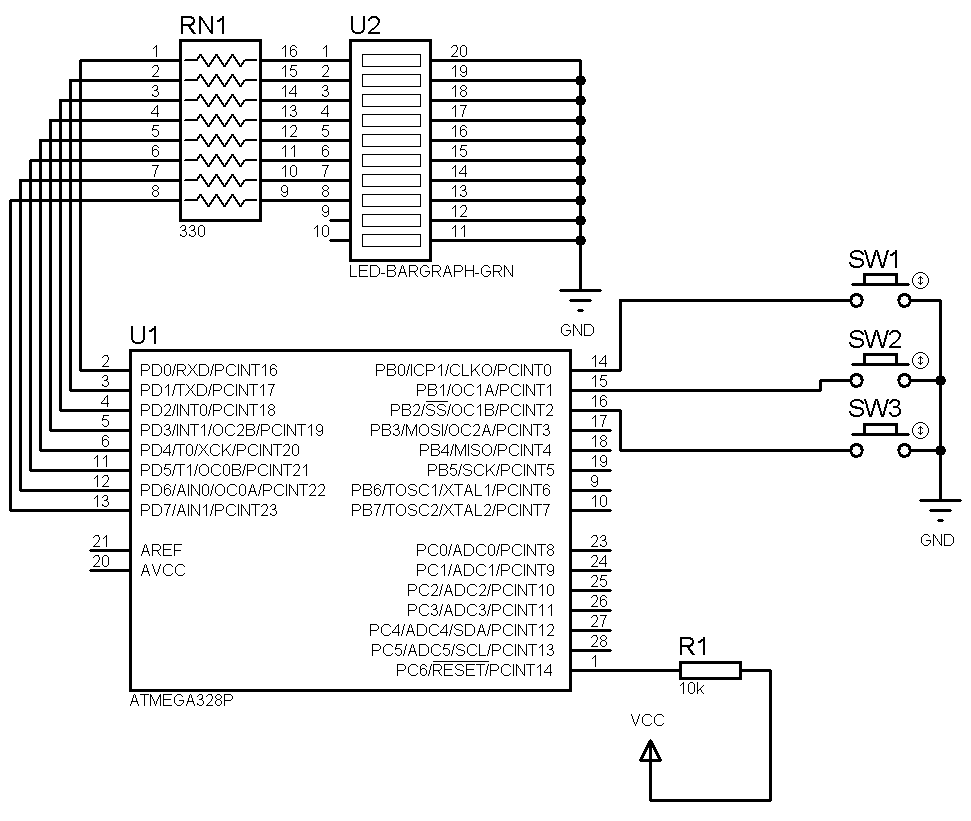 RN1
U2
1 16 1 20
2 15 2 19
3 14 3 18
4 13 4 17
5 12 5 16
6 11 6 15
7 10 7 14
8 9 8 13
9 12
10 11
330
LED-BARGRAPH-GRN
GND
SW1
SW2
SW3
GND
U1
2 PD0/RXD/PCINT16 PB0/ICP1/CLKO/PCINT0 14
3 PD1/TXD/PCINT17 PB1/OC1A/PCINT1 15
4 PD2/INT0/PCINT18 PB2/SS/OC1B/PCINT2 16
5 PD3/INT1/OC2B/PCINT19 PB3/MOSI/OC2A/PCINT3 17
6 PD4/T0/XCK/PCINT20 PB4/MISO/PCINT4 18
11 PD5/T1/OC0B/PCINT21 PB5/SCK/PCINT5 19
12 PD6/AIN0/OC0A/PCINT22 PB6/TOSC1/XTAL1/PCINT6 9
13 PD7/AIN1/PCINT23 PB7/TOSC2/XTAL2/PCINT7 10
21 AREF PC0/ADC0/PCINT8 23
20 AVCC PC1/ADC1/PCINT9 24
PC2/ADC2/PCINT10 25
PC3/ADC3/PCINT11 26
PC4/ADC4/SDA/PCINT12 27
PC5/ADC5/SCL/PCINT13 28
PC6/RESET/PCINT14 1
ATMEGA328P
R1
10k
VCC